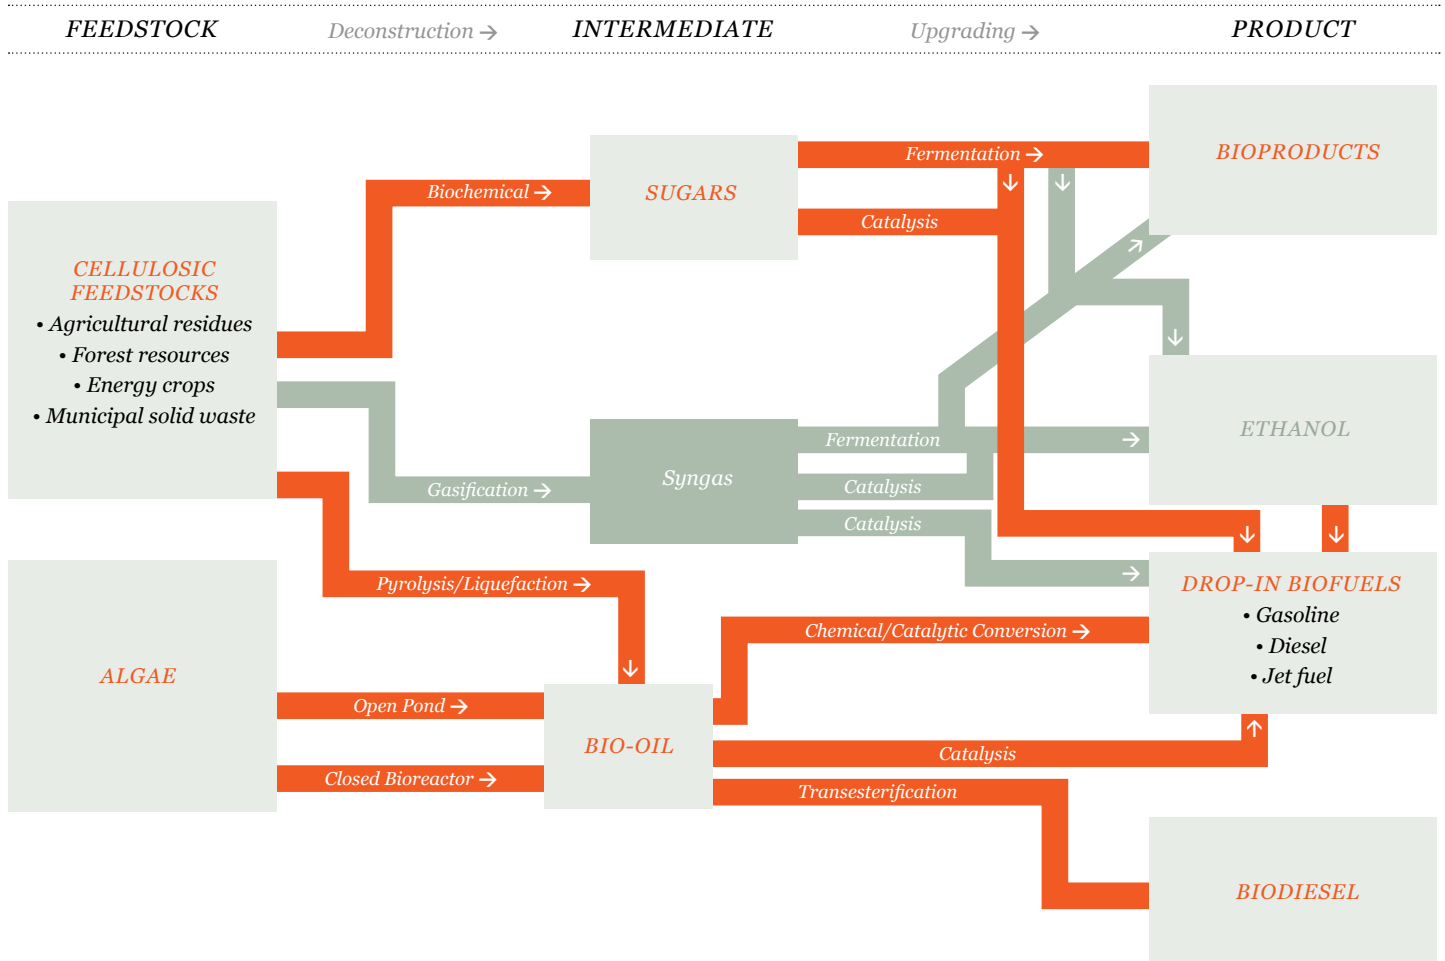 FEEDSTOCK
Deconstruction →
INTERMEDIATE
Upgrading →
PRODUCT
CELLULOSIC
FEEDSTOCKS
• Agricultural residues
• Forest resources
• Energy crops
• Municipal solid waste
ALGAE
Biochemical →
Gasification →
Pyrolysis/Liquefaction →
Open Pond →
Closed Bioreactor →
SUGARS
Syngas
BIO-OIL
Fermentation →
Catalysis
Fermentation
Catalysis
Catalysis
Chemical/Catalytic Conversion →
Catalysis
Transesterification
BIOPRODUCTS
ETHANOL
DROP-IN BIOFUELS
• Gasoline
• Diesel
• Jet fuel
BIODIESEL